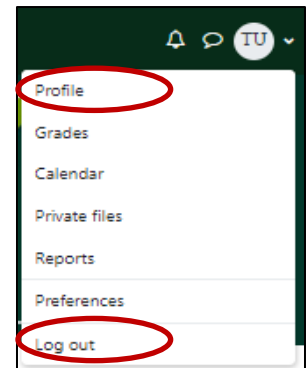 TU
Profile
Grades
Calendar
Private files
Reports
Preferences
Log out